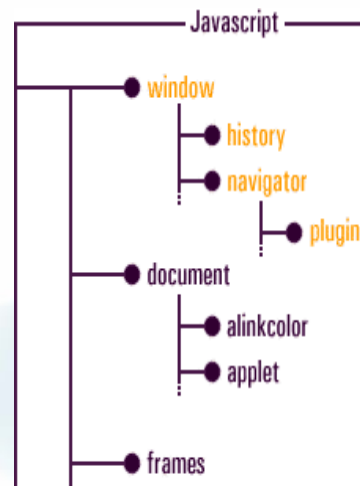 Javascript
window
history
navigator
plugin
document
alinkcolor
applet
frames